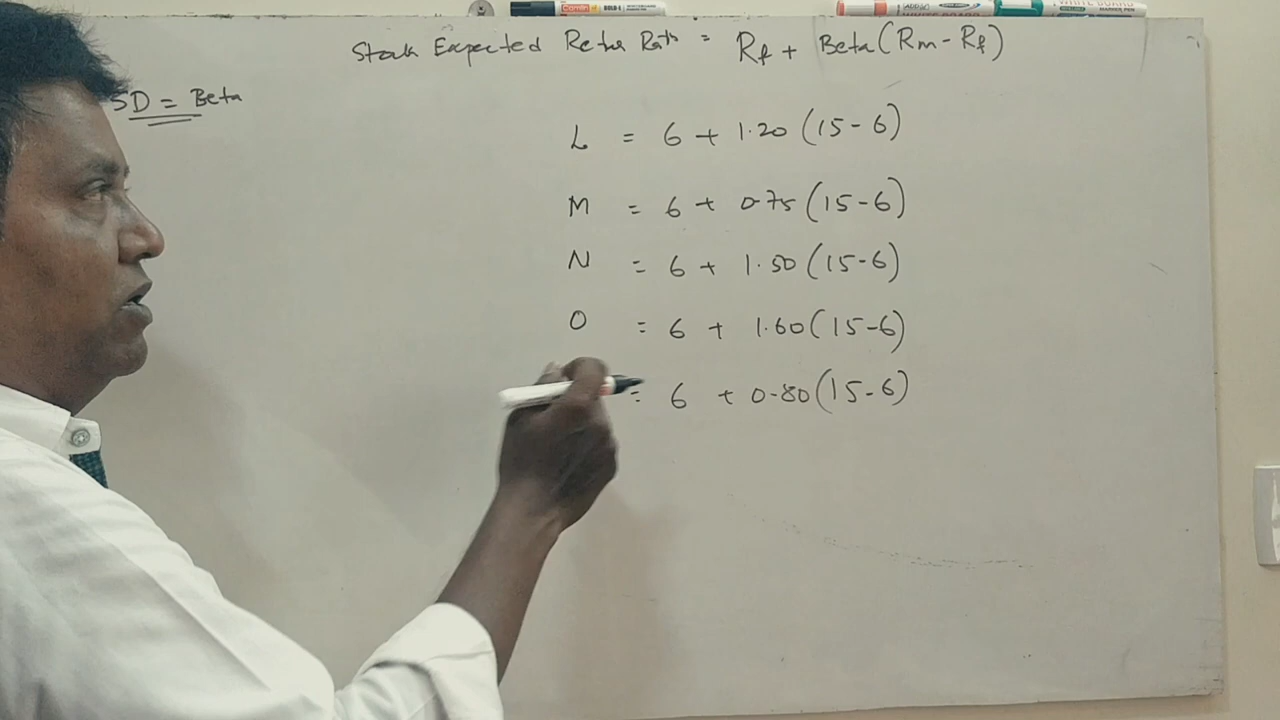 Stock Expected Retur Rate = Rf + Beta(Rm-Rf)
SD = Beta
L = 6 + 1.20(15-6)
M = 6 + 0.75(15-6)
N = 6 + 1.50(15-6)
O = 6 + 1.60(15-6)
= 6 + 0.80(15-6)